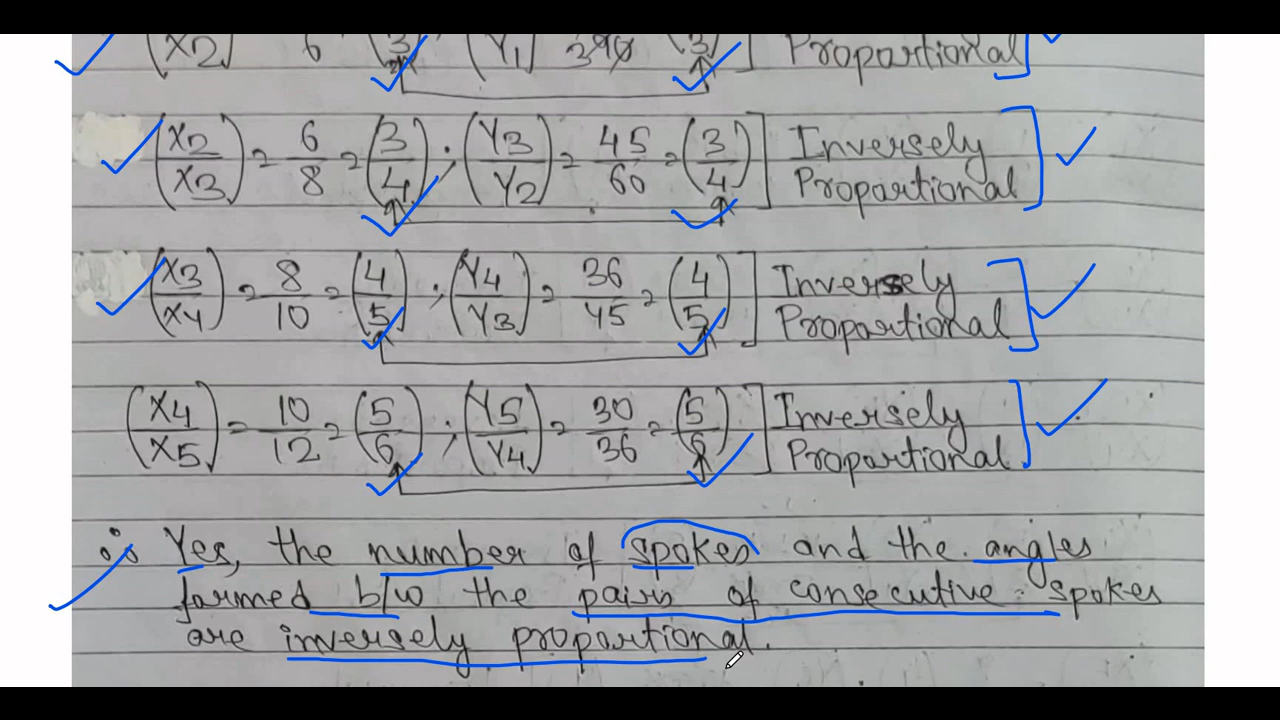 (X2) 6 (3) (Y1) 390 (3) ] Proportional
(X2/X3) = 6/8 = (3/4) ; (Y3/Y2) = 45/60 = (3/4) ] Inversely Proportional
(X3/X4) = 8/10 = (4/5) ; (Y4/Y3) = 36/45 = (4/5) ] Inversely Proportional
(X4/X5) = 10/12 = (5/6) ; (Y5/Y4) = 30/36 = (5/6) ] Inversely Proportional
∴ Yes, the number of spokes and the angles
formed b/w the pairs of consecutive spokes
are inversely proportional.